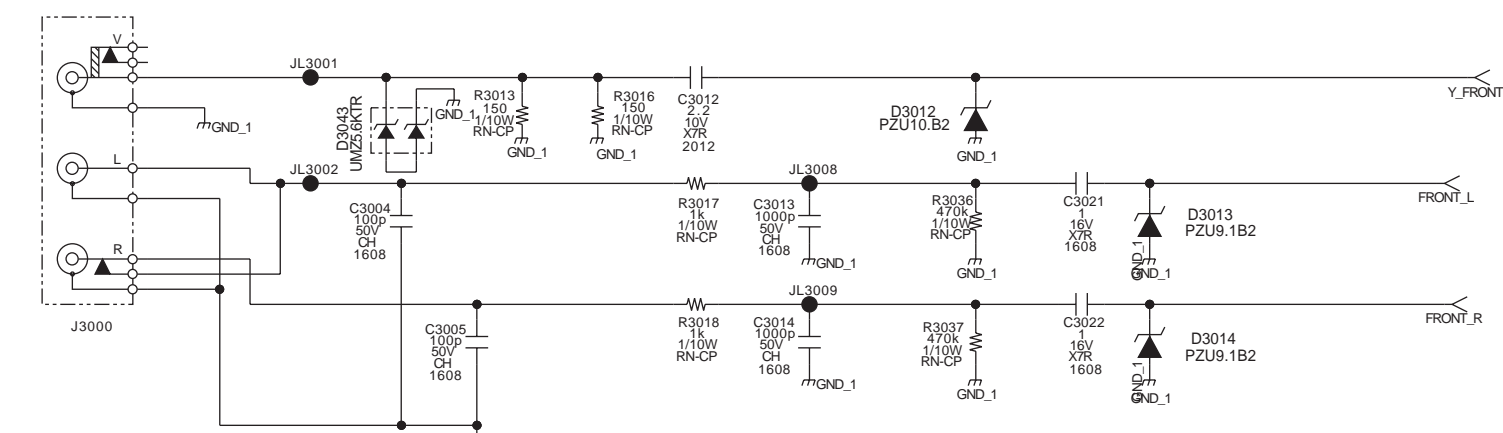 V
JL3001
D3043
UMZ5.6KTR
GND_1
GND_1
R3013
150
1/10W
RN-CP
GND_1
R3016
150
1/10W
RN-CP
GND_1
C3012
2.2
10V
X7R
2012
D3012
PZU10.B2
GND_1
Y_FRONT
L
JL3002
C3004
100p
50V
CH
1608
R3017
1k
1/10W
RN-CP
JL3008
C3013
1000p
50V
CH
1608
GND_1
R3036
470k
1/10W
RN-CP
GND_1
C3021
1
16V
X7R
1608
D3013
PZU9.1B2
GND_1
GND_1
FRONT_L
R
J3000
C3005
100p
50V
CH
1608
R3018
1k
1/10W
RN-CP
JL3009
C3014
1000p
50V
CH
1608
GND_1
R3037
470k
1/10W
RN-CP
GND_1
C3022
1
16V
X7R
1608
D3014
PZU9.1B2
GND_1
GND_1
FRONT_R